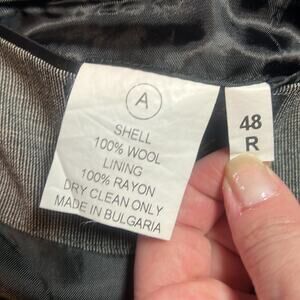 A
SHELL
100% WOOL
LINING
100% RAYON
DRY CLEAN ONLY
MADE IN BULGARIA
48
R